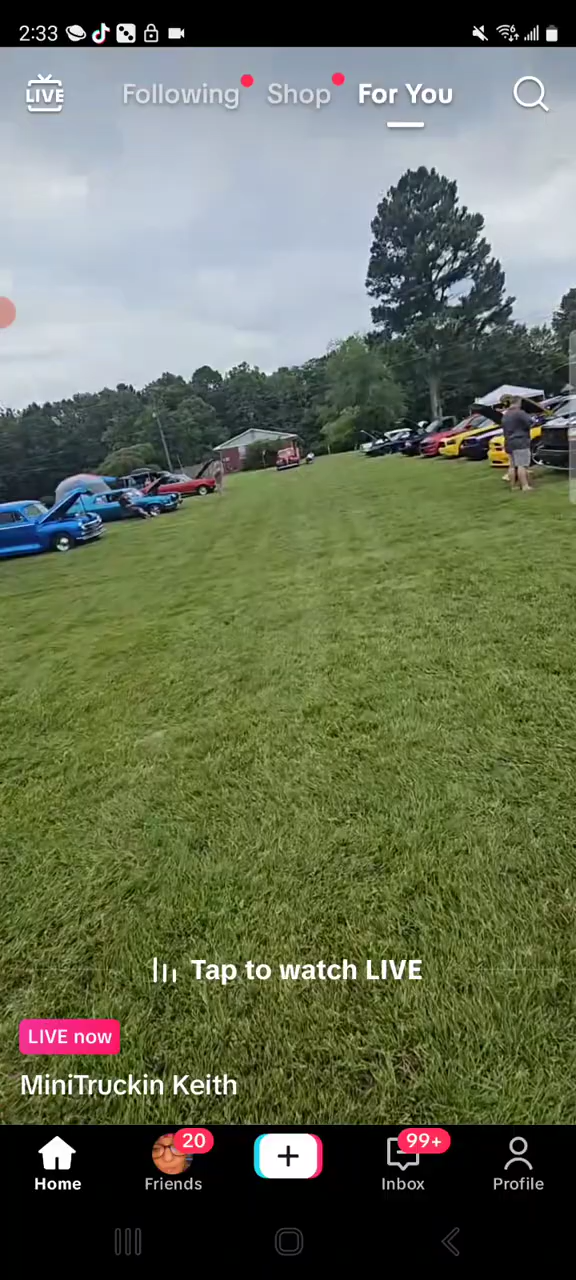 2:33
LIVE
Following
Shop
For You
Tap to watch LIVE
LIVE now
MiniTruckin Keith
20
99+
Home
Friends
Inbox
Profile